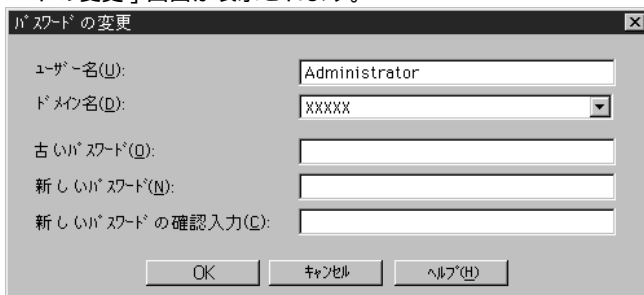 ﾊﾟｽﾜｰﾄﾞの変更
ﾕｰｻﾞｰ名(U): Administrator
ﾄﾞﾒｲﾝ名(D): XXXXX
古いﾊﾟｽﾜｰﾄﾞ(O):
新しいﾊﾟｽﾜｰﾄﾞ(N):
新しいﾊﾟｽﾜｰﾄﾞの確認入力(C):
OK ｷｬﾝｾﾙ ﾍﾙﾌﾟ(H)